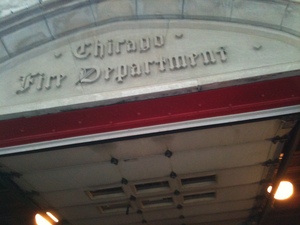 · Chicago ·
Fire Department